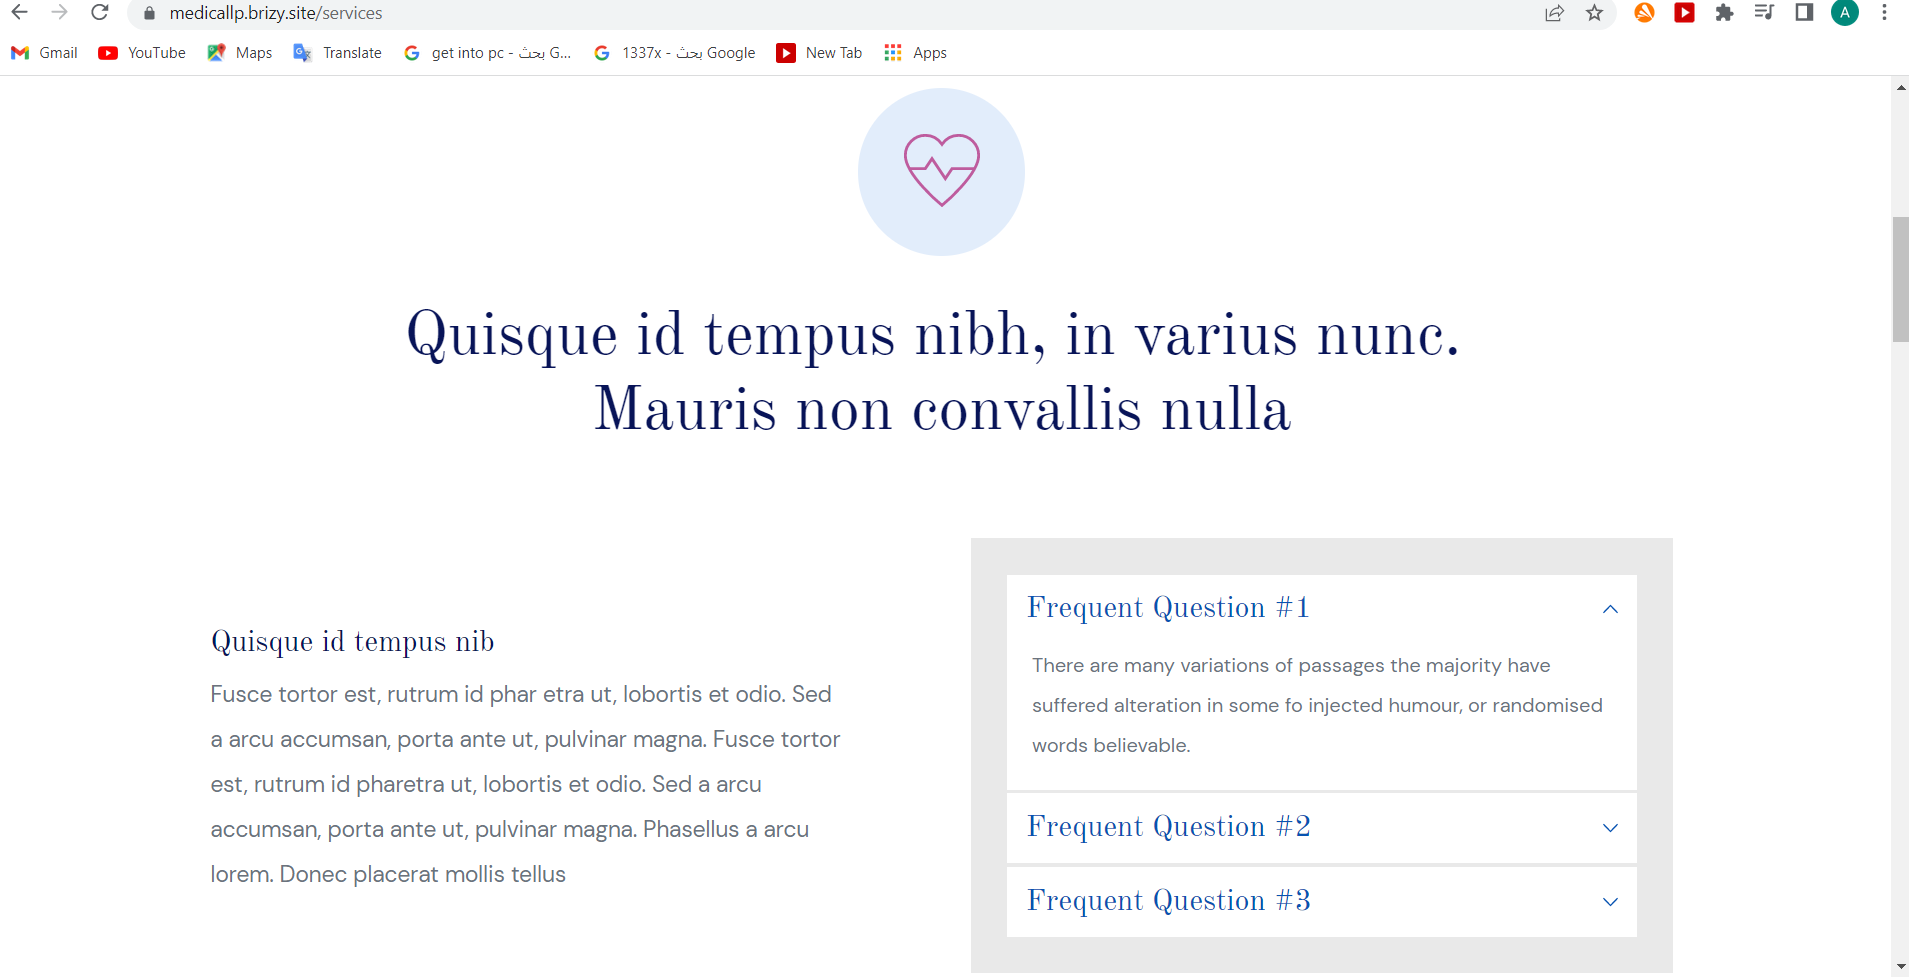 medicallp.brizy.site/services
A
Gmail YouTube Maps Translate get into pc - بحث G... 1337x - بحث Google New Tab Apps
Quisque id tempus nibh, in varius nunc.
Mauris non convallis nulla
Quisque id tempus nib
Fusce tortor est, rutrum id phar etra ut, lobortis et odio. Sed
a arcu accumsan, porta ante ut, pulvinar magna. Fusce tortor
est, rutrum id pharetra ut, lobortis et odio. Sed a arcu
accumsan, porta ante ut, pulvinar magna. Phasellus a arcu
lorem. Donec placerat mollis tellus
Frequent Question #1
There are many variations of passages the majority have
suffered alteration in some fo injected humour, or randomised
words believable.
Frequent Question #2
Frequent Question #3